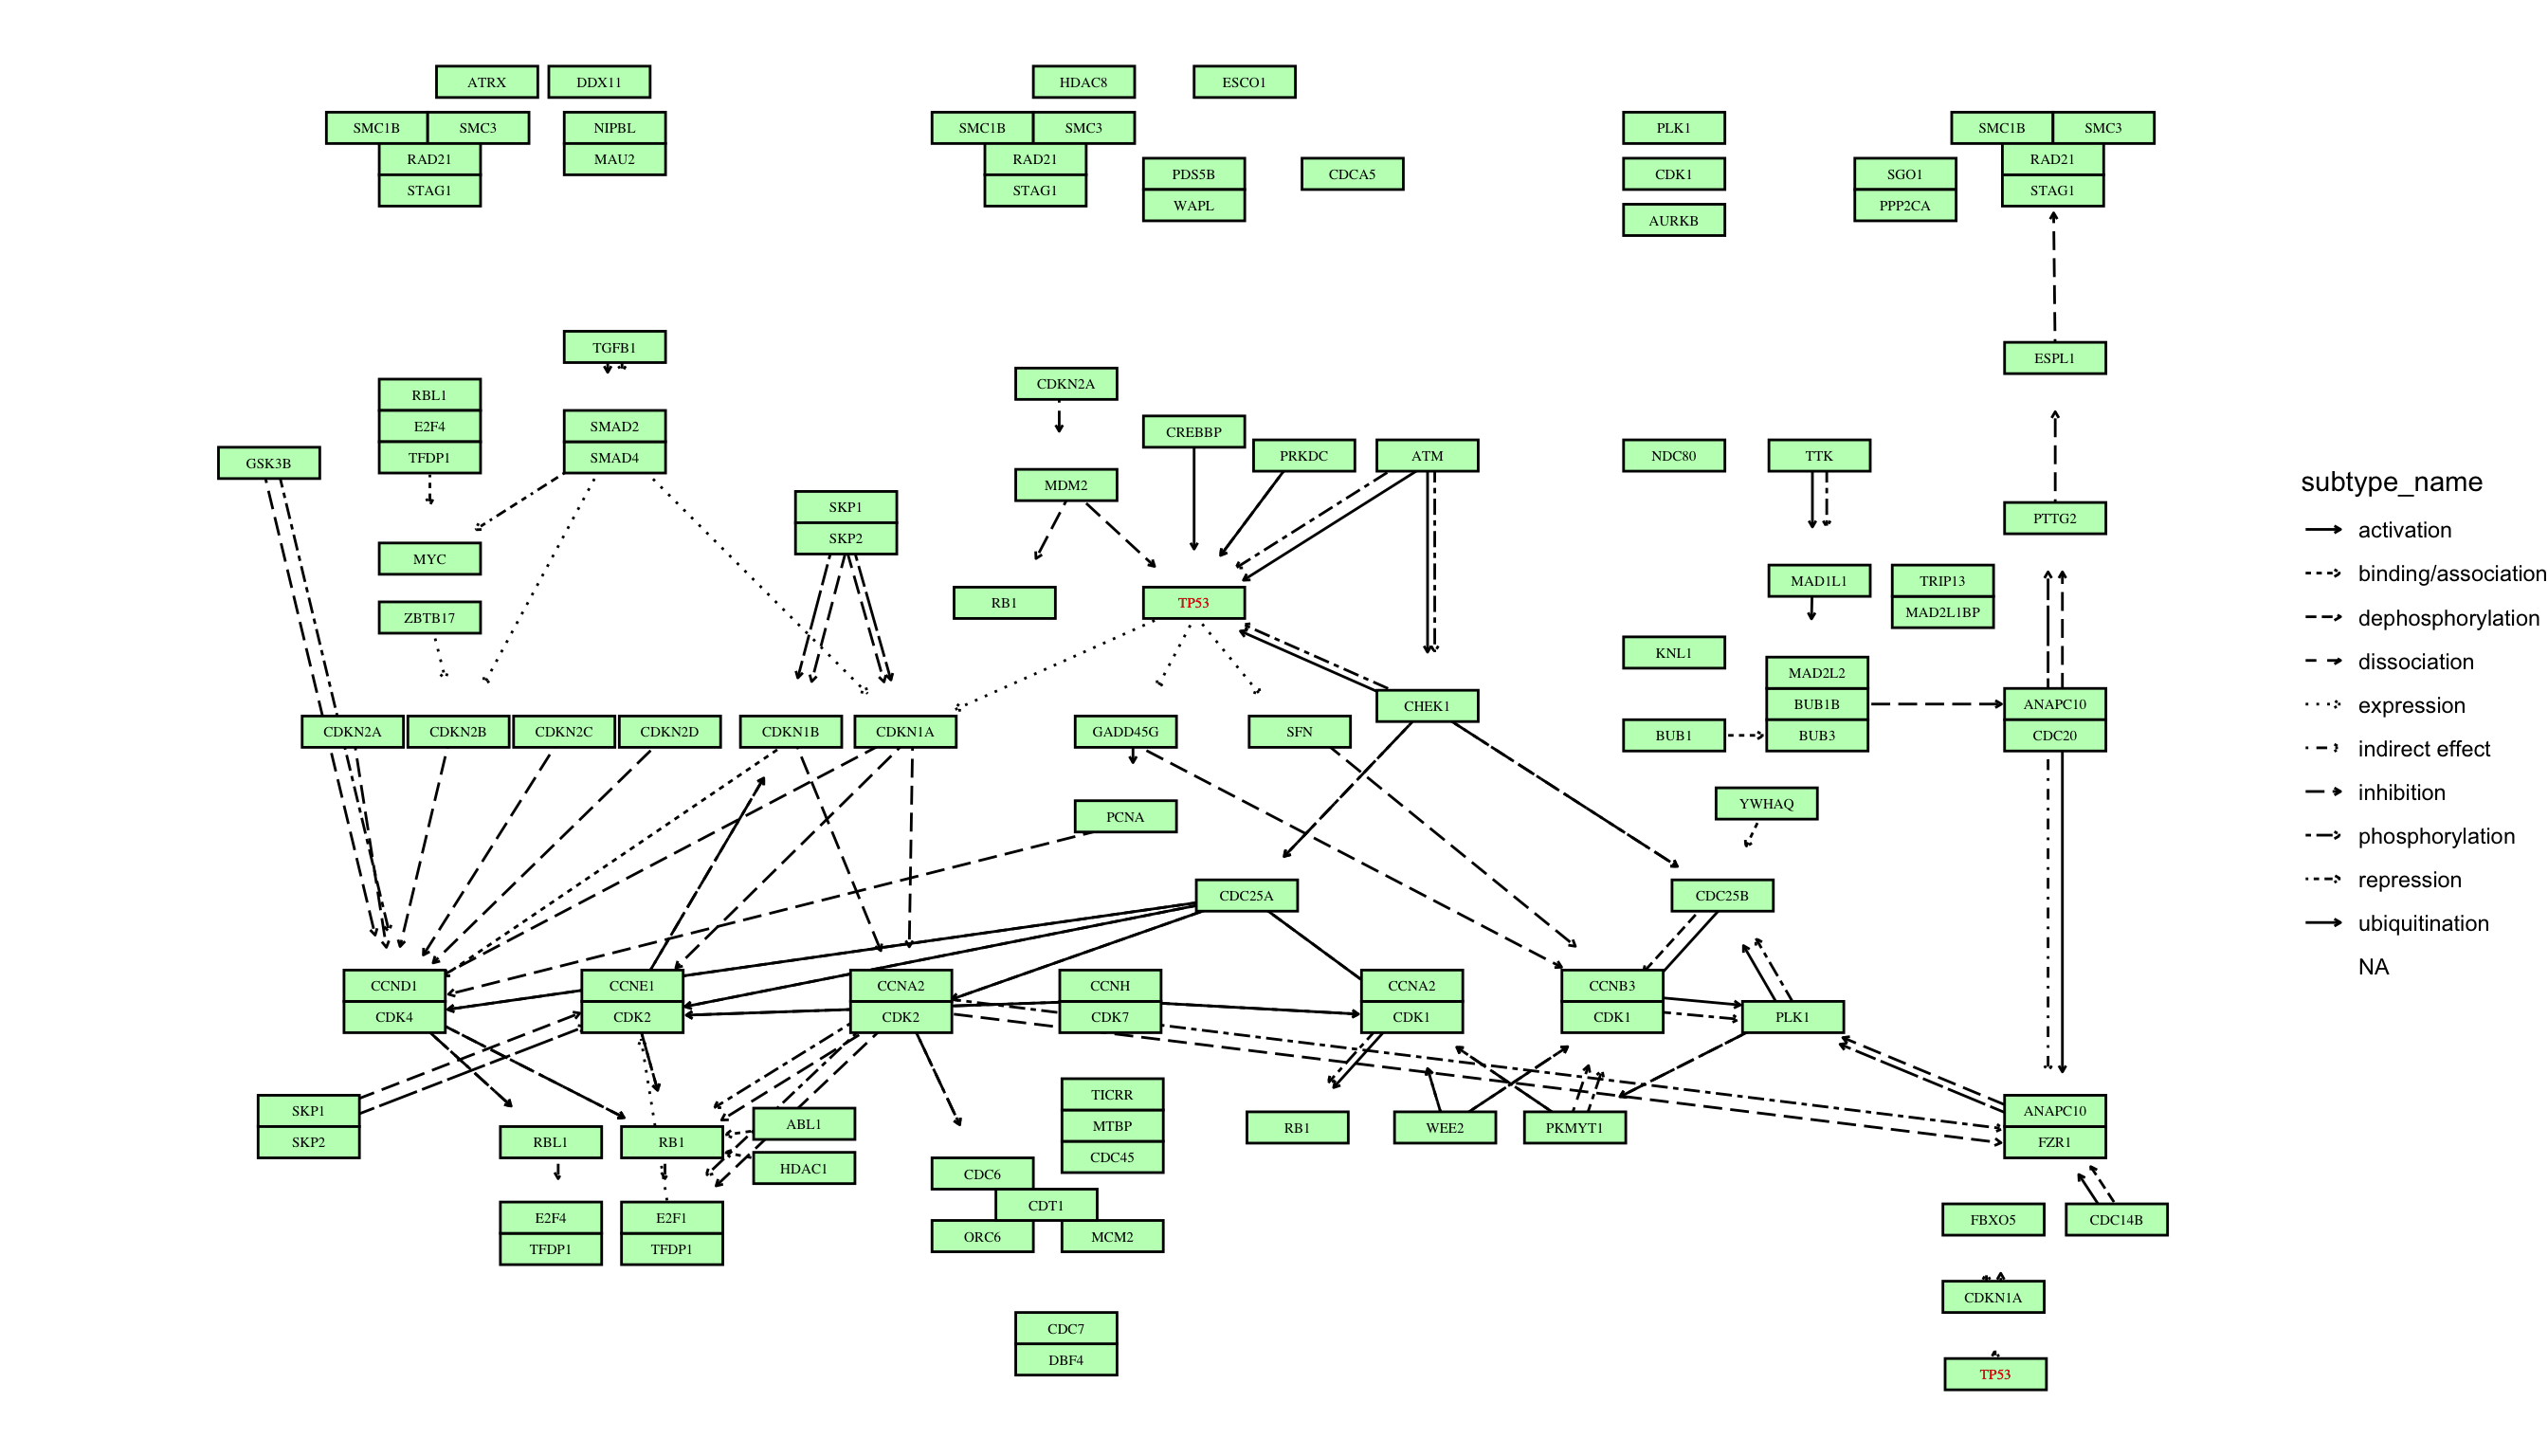 ATRX
DDX11
HDAC8
ESCO1
SMC1B
SMC3
NIPBL
SMC1B
SMC3
PLK1
SMC1B
SMC3
RAD21
MAU2
RAD21
RAD21
STAG1
STAG1
PDS5B
CDCA5
CDK1
SGO1
STAG1
WAPL
PPP2CA
AURKB
TGFB1
ESPL1
CDKN2A
RBL1
E2F4
TFDP1
SMAD2
SMAD4
CREBBP
PRKDC
ATM
NDC80
TTK
GSK3B
MDM2
SKP1
SKP2
PTTG2
MYC
ZBTB17
RB1
TP53
MAD1L1
TRIP13
MAD2L1BP
KNL1
MAD2L2
BUB1B
BUB3
CHEK1
ANAPC10
CDC20
CDKN2A
CDKN2B
CDKN2C
CDKN2D
CDKN1B
CDKN1A
GADD45G
SFN
BUB1
PCNA
YWHAQ
CDC25A
CDC25B
CCND1
CDK4
CCNE1
CDK2
CCNA2
CDK2
CCNH
CDK7
CCNA2
CDK1
CCNB3
CDK1
PLK1
SKP1
SKP2
RBL1
RB1
ABL1
HDAC1
TICRR
MTBP
CDC45
RB1
WEE2
PKMYT1
ANAPC10
FZR1
CDC6
CDT1
ORC6
MCM2
E2F4
TFDP1
E2F1
TFDP1
FBXO5
CDC14B
CDKN1A
CDC7
DBF4
TP53
subtype_name
activation
binding/association
dephosphorylation
dissociation
expression
indirect effect
inhibition
phosphorylation
repression
ubiquitination
NA